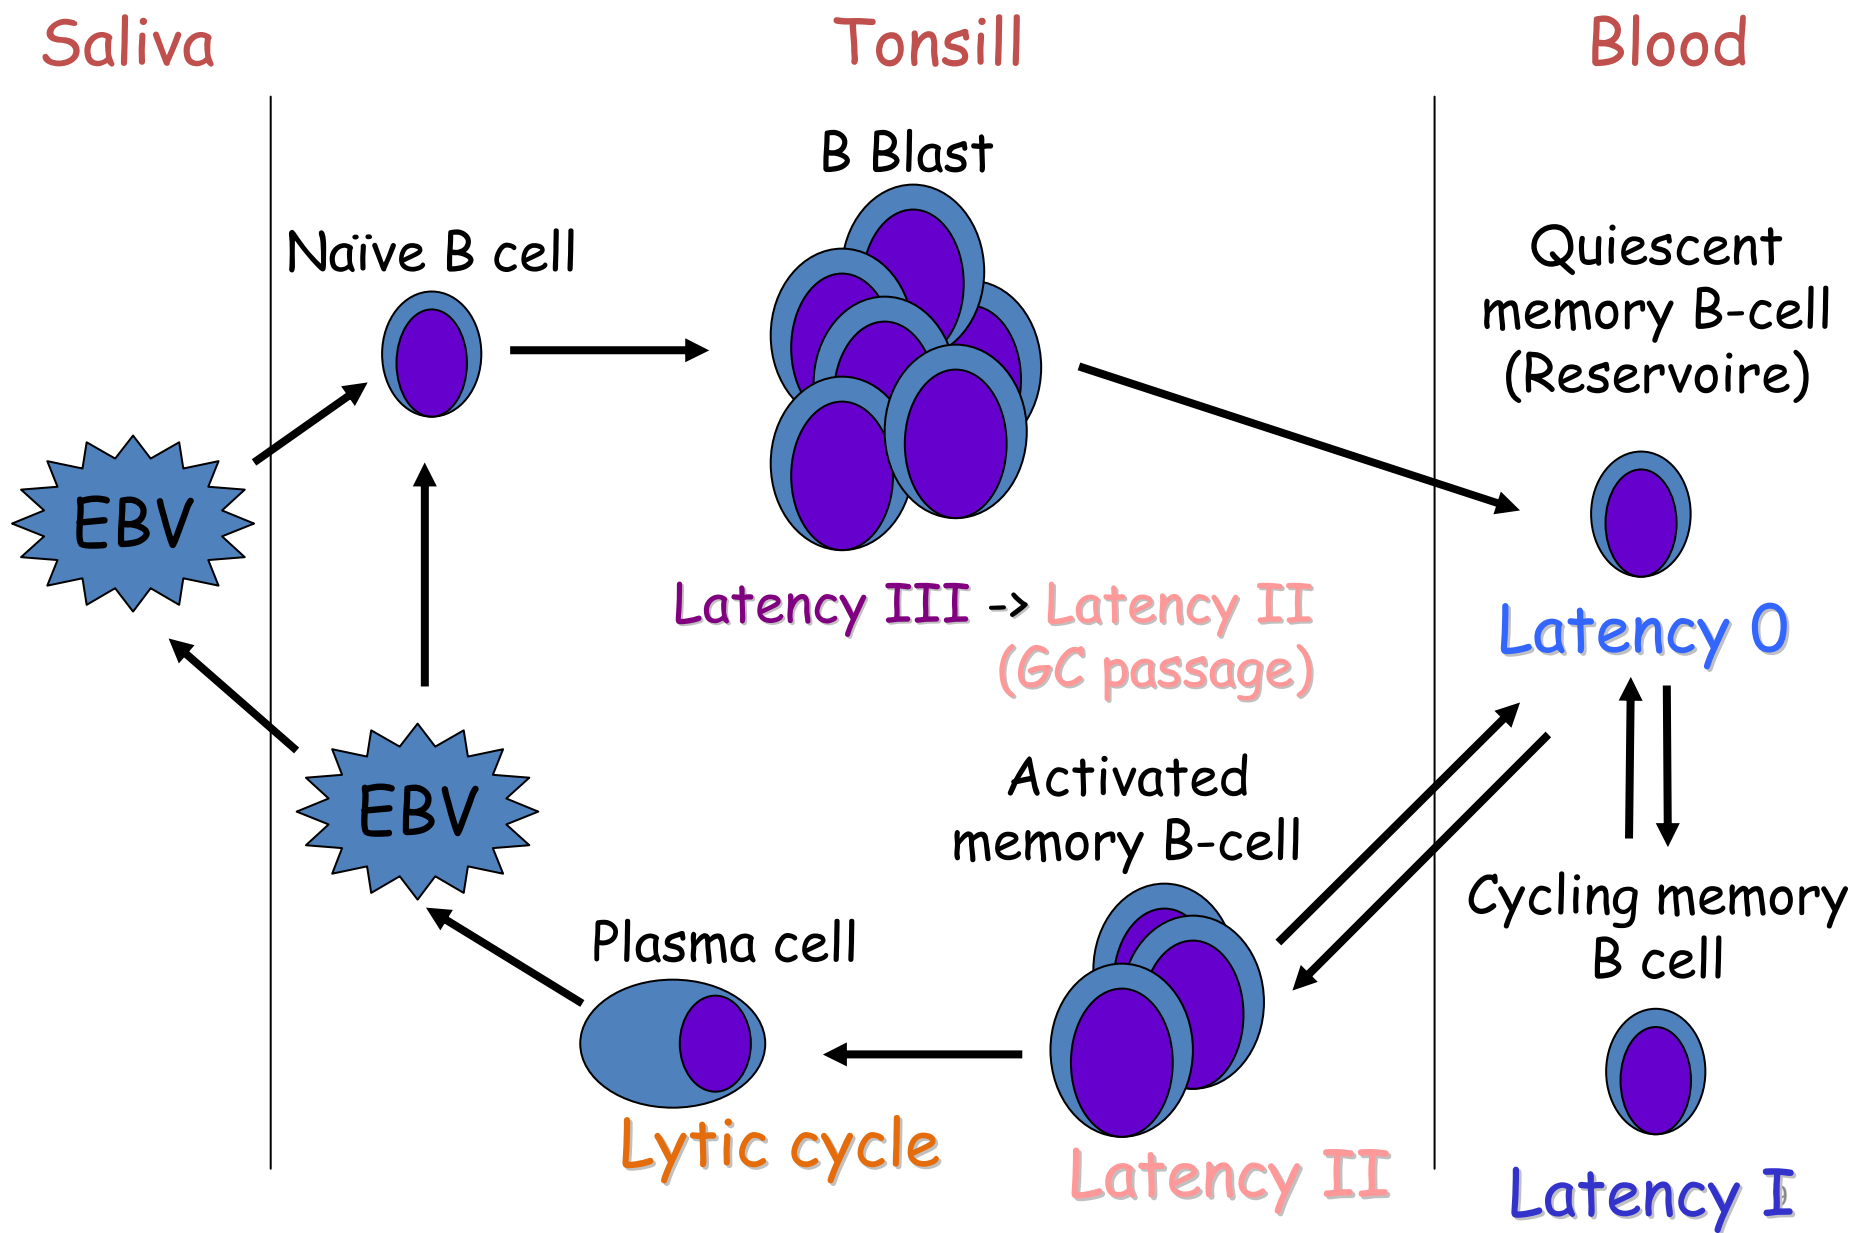 Saliva
Tonsill
Blood
B Blast
Naïve B cell
Quiescent
memory B-cell
(Reservoire)
EBV
Latency III -> Latency II
(GC passage)
Latency 0
EBV
Activated
memory B-cell
Plasma cell
Cycling memory
B cell
Lytic cycle
Latency II
Latency I